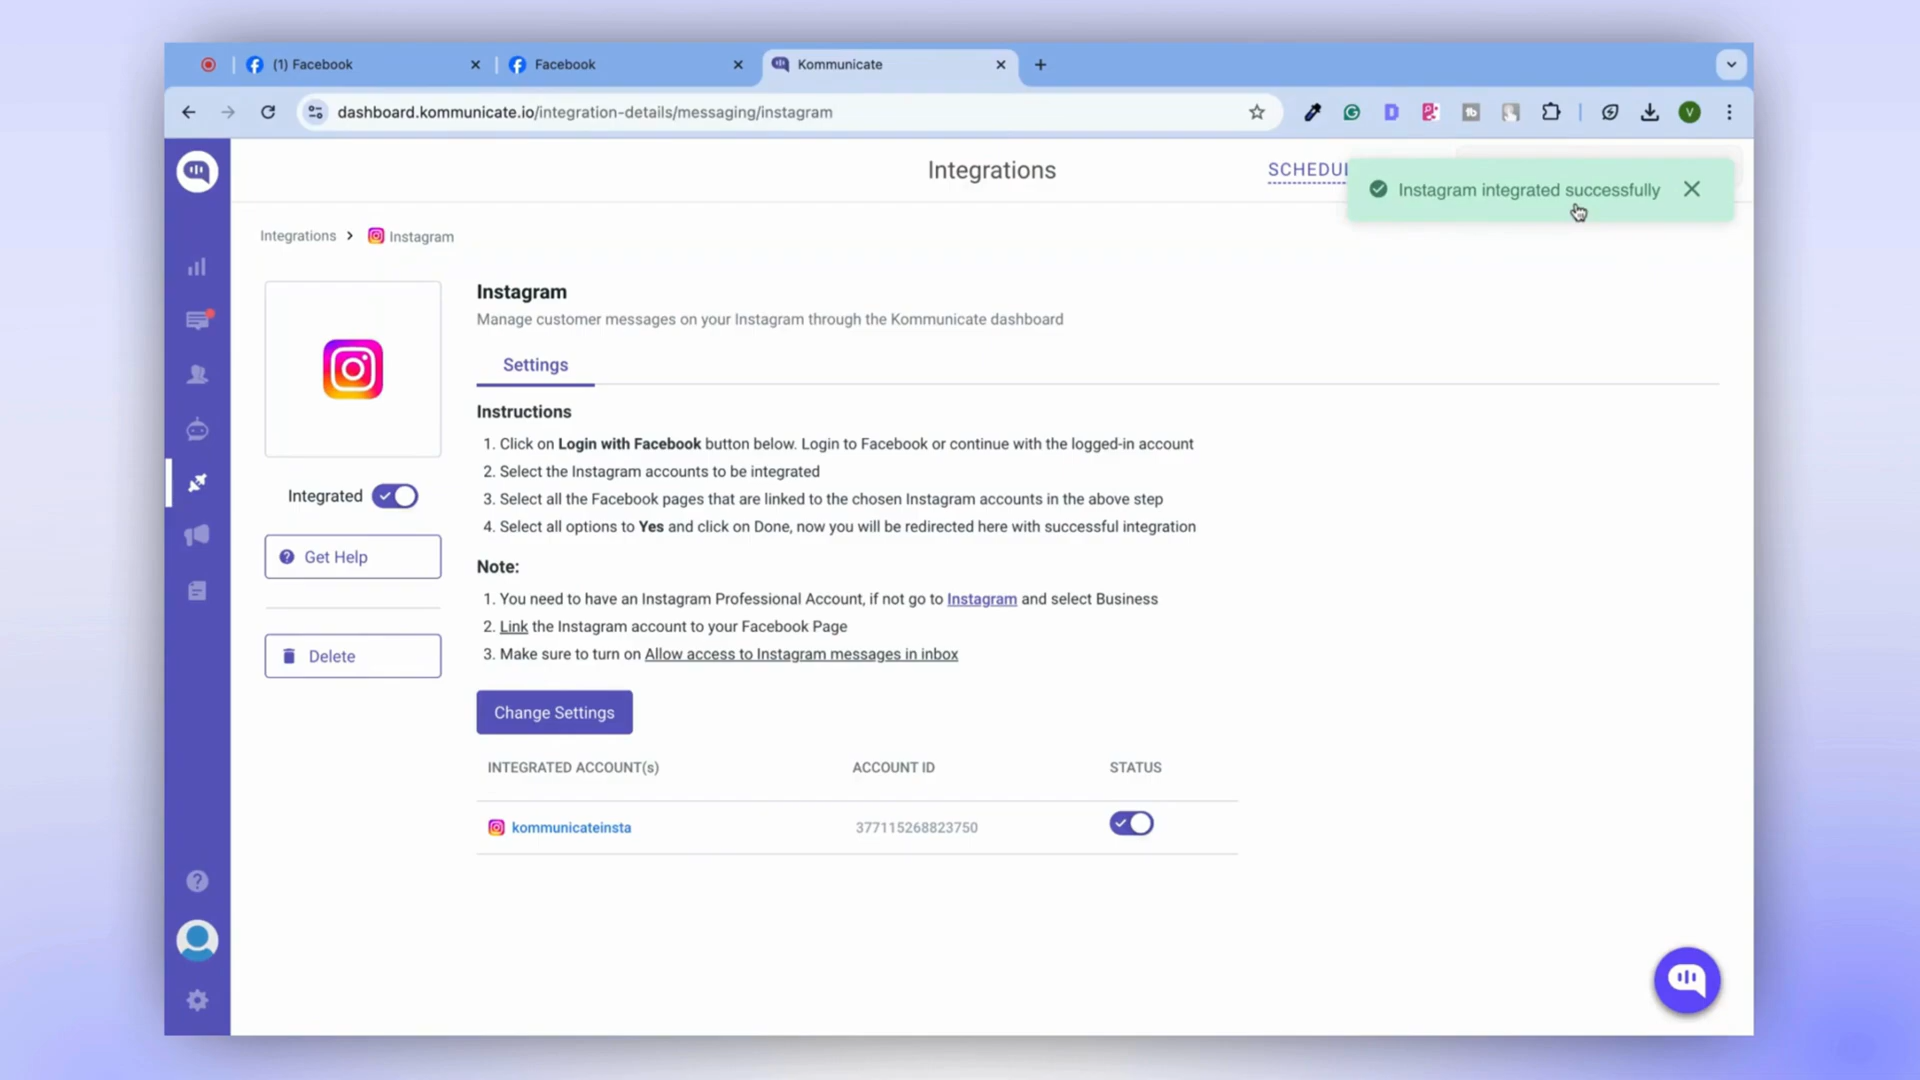 (1) Facebook
Facebook
Kommunicate
dashboard.kommunicate.io/integration-details/messaging/instagram
V
Integrations
SCHEDUL
Instagram integrated successfully
Integrations > Instagram
Instagram
Manage customer messages on your Instagram through the Kommunicate dashboard
Settings
Instructions
1. Click on Login with Facebook button below. Login to Facebook or continue with the logged-in account
2. Select the Instagram accounts to be integrated
3. Select all the Facebook pages that are linked to the chosen Instagram accounts in the above step
4. Select all options to Yes and click on Done, now you will be redirected here with successful integration
Integrated
Get Help
Delete
Note:
1. You need to have an Instagram Professional Account, if not go to Instagram and select Business
2. Link the Instagram account to your Facebook Page
3. Make sure to turn on Allow access to Instagram messages in inbox
Change Settings
INTEGRATED ACCOUNT(s) ACCOUNT ID STATUS
kommunicateinsta 377115268823750